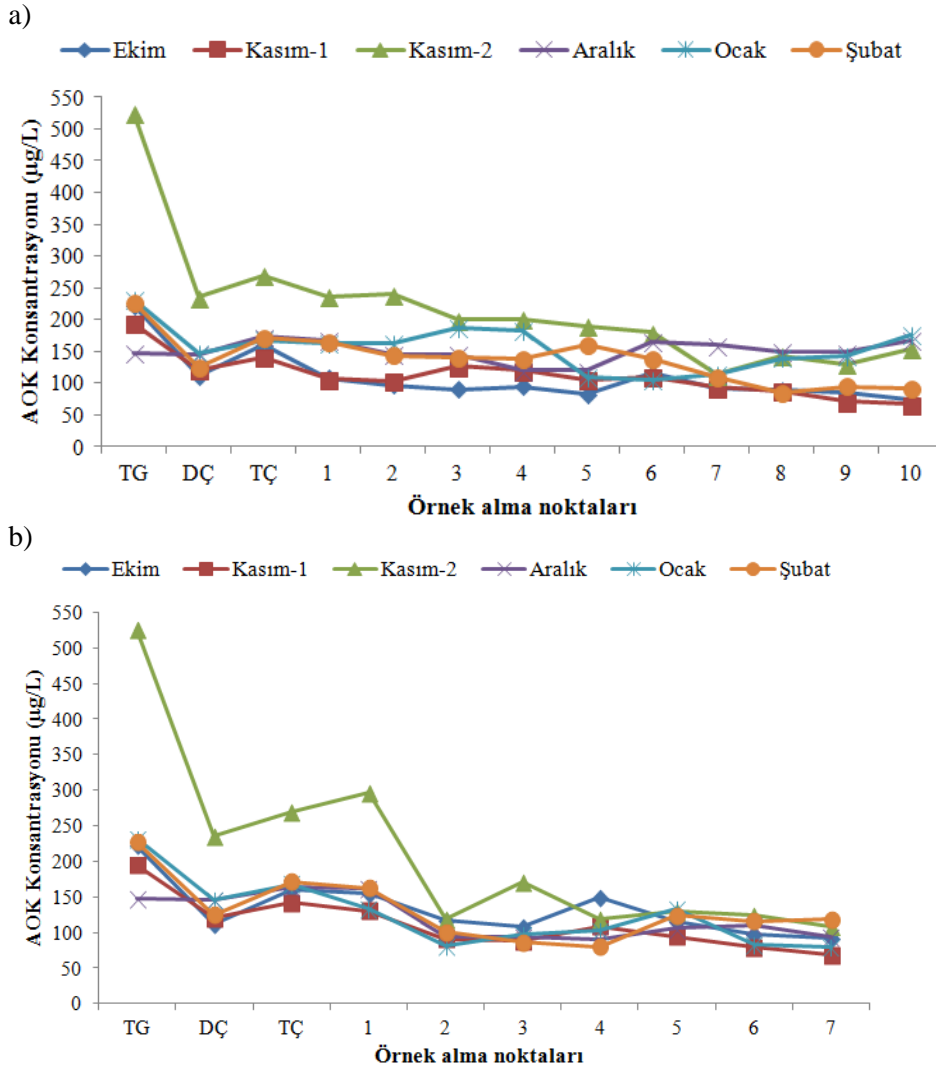 a)
Ekim Kasım-1 Kasım-2 Aralık Ocak Şubat
AOK Konsantrasyonu (µg/L)
550
500
450
400
350
300
250
200
150
100
50
0
TG DÇ TÇ 1 2 3 4 5 6 7 8 9 10
Örnek alma noktaları
b)
Ekim Kasım-1 Kasım-2 Aralık Ocak Şubat
AOK Konsantrasyonu (µg/L)
550
500
450
400
350
300
250
200
150
100
50
0
TG DÇ TÇ 1 2 3 4 5 6 7
Örnek alma noktaları